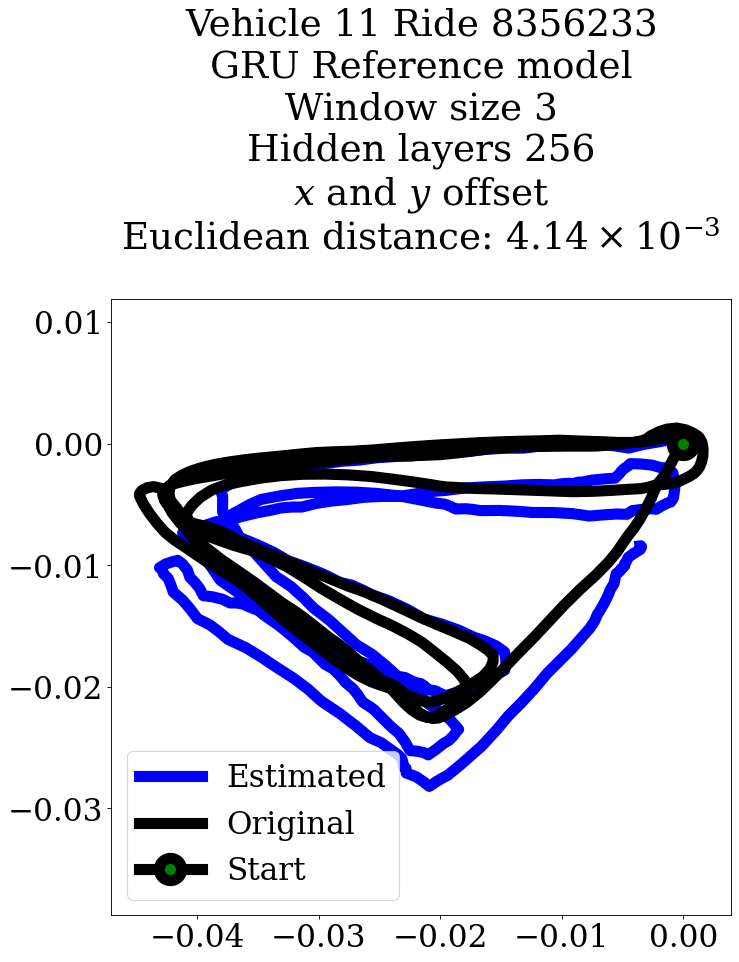 Vehicle 11 Ride 8356233
GRU Reference model
Window size 3
Hidden layers 256
x and y offset
Euclidean distance: 4.14 × 10⁻³
0.01
0.00
−0.01
−0.02
−0.03
Estimated
Original
Start
−0.04 −0.03 −0.02 −0.01 0.00